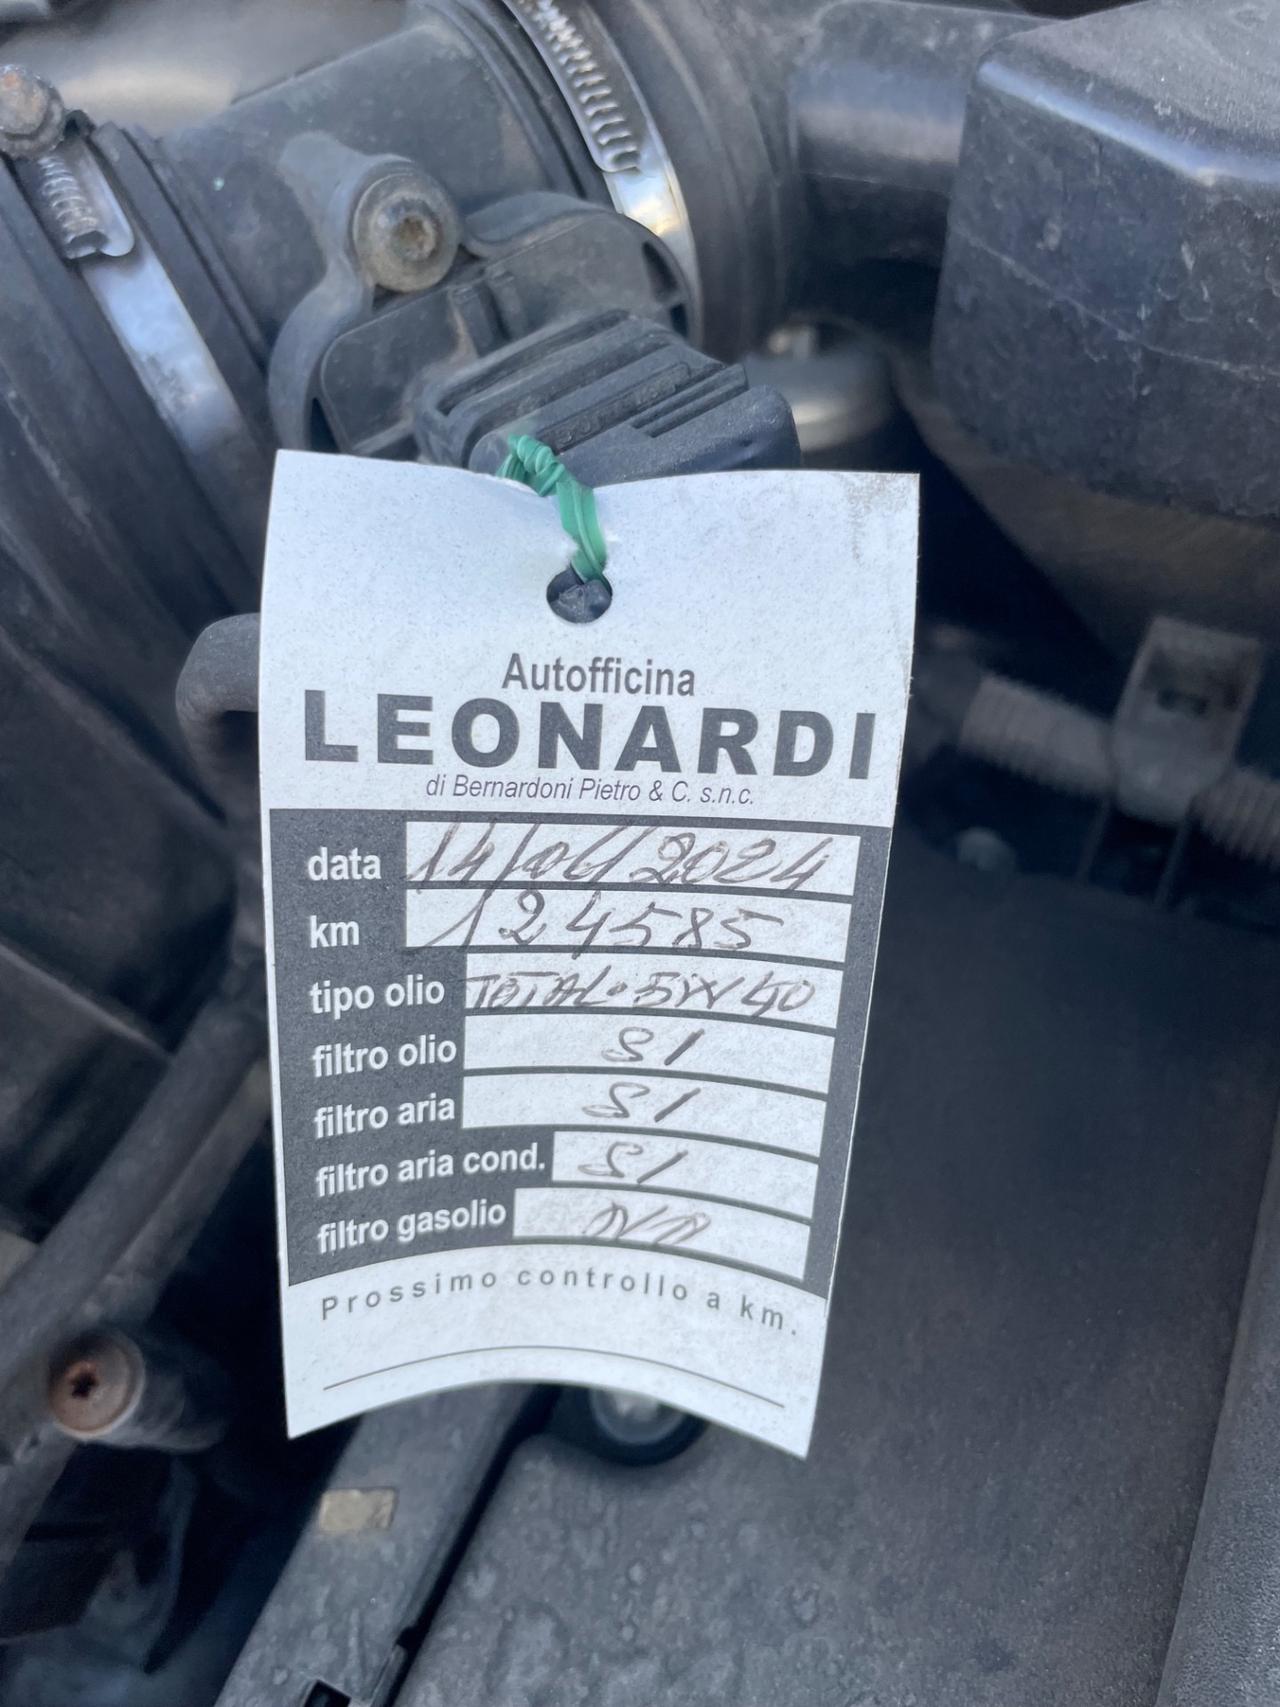 Autofficina
LEONARDI
di Bernardoni Pietro & C. s.n.c.
data 14/04/2024
km 124585
tipo olio TOTAL 5W40
filtro olio SI
filtro aria SI
filtro aria cond. SI
filtro gasolio NO
Prossimo controllo a km.